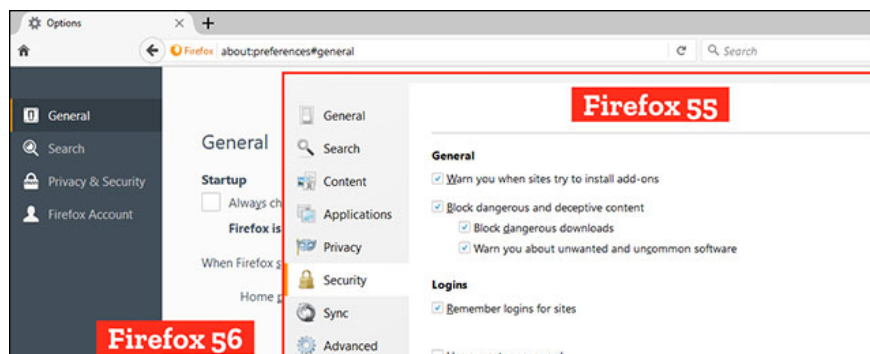 Options
Firefox about:preferences#general
Search
General
Search
Privacy & Security
Firefox Account
General
Startup
Always ch
Firefox is
When Firefox s
Home p
Firefox 56
Firefox 55
General
Search
Content
Applications
Privacy
Security
Sync
Advanced
General
Warn you when sites try to install add-ons
Block dangerous and deceptive content
Block dangerous downloads
Warn you about unwanted and uncommon software
Logins
Remember logins for sites